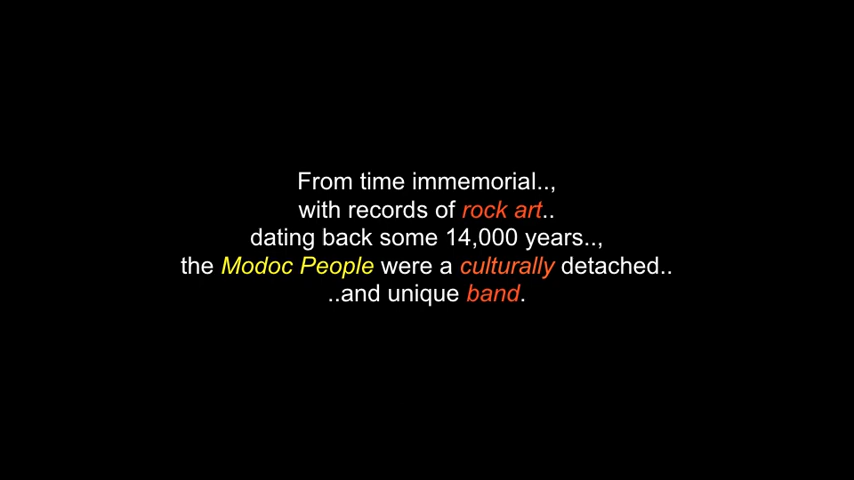 From time immemorial..,
with records of rock art..
dating back some 14,000 years..,
the Modoc People were a culturally detached..
..and unique band.